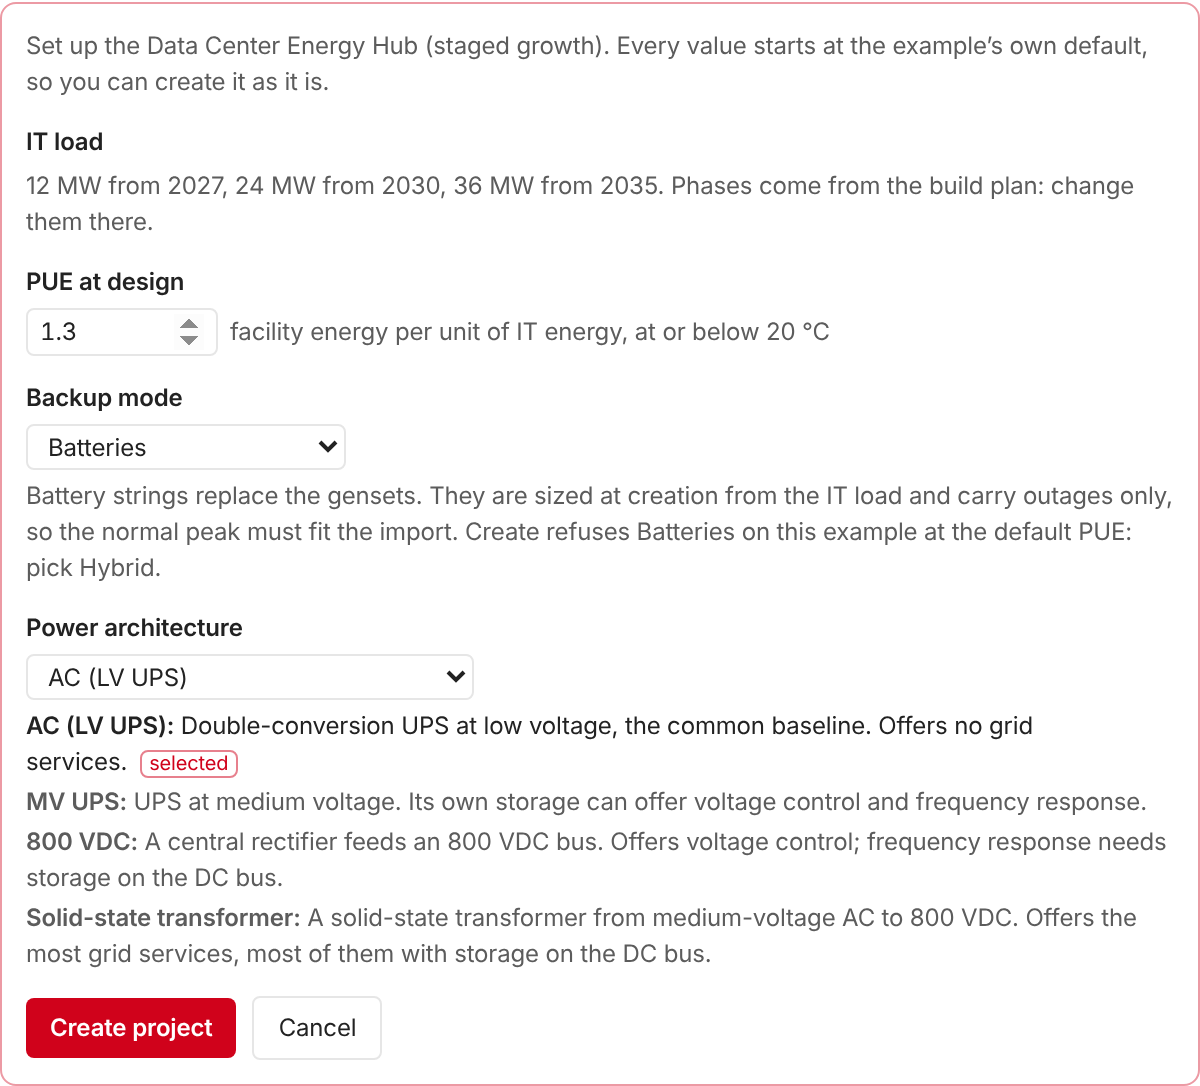 Set up the Data Center Energy Hub (staged growth). Every value starts at the example’s own default,
so you can create it as it is.
IT load
12 MW from 2027, 24 MW from 2030, 36 MW from 2035. Phases come from the build plan: change
them there.
PUE at design
1.3 facility energy per unit of IT energy, at or below 20 °C
Backup mode
Batteries
Battery strings replace the gensets. They are sized at creation from the IT load and carry outages only,
so the normal peak must fit the import. Create refuses Batteries on this example at the default PUE:
pick Hybrid.
Power architecture
AC (LV UPS)
AC (LV UPS): Double-conversion UPS at low voltage, the common baseline. Offers no grid
services. selected
MV UPS: UPS at medium voltage. Its own storage can offer voltage control and frequency response.
800 VDC: A central rectifier feeds an 800 VDC bus. Offers voltage control; frequency response needs
storage on the DC bus.
Solid-state transformer: A solid-state transformer from medium-voltage AC to 800 VDC. Offers the
most grid services, most of them with storage on the DC bus.
Create project Cancel